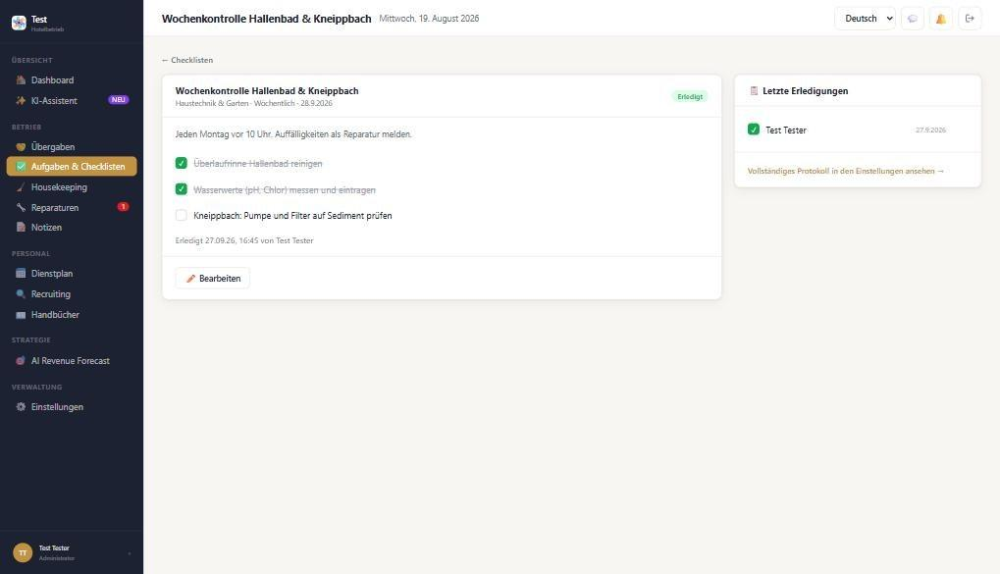 Test
Hotelbetrieb
ÜBERSICHT
Dashboard
KI-Assistent NEU
BETRIEB
Übergaben
Aufgaben & Checklisten
Housekeeping
Reparaturen 1
Notizen
PERSONAL
Dienstplan
Recruiting
Handbücher
STRATEGIE
AI Revenue Forecast
VERWALTUNG
Einstellungen
TT
Test Tester
Administrator
Wochenkontrolle Hallenbad & Kneippbach Mittwoch, 19. August 2026
Deutsch
← Checklisten
Wochenkontrolle Hallenbad & Kneippbach
Haustechnik & Garten · Wöchentlich · 28.9.2026
Erledigt
Jeden Montag vor 10 Uhr. Auffälligkeiten als Reparatur melden.
Überlaufrinne Hallenbad reinigen
Wasserwerte (pH, Chlor) messen und eintragen
Kneippbach: Pumpe und Filter auf Sediment prüfen
Erledigt 27.09.26, 16:45 von Test Tester
Bearbeiten
Letzte Erledigungen
Test Tester 27.9.2026
Vollständiges Protokoll in den Einstellungen ansehen →